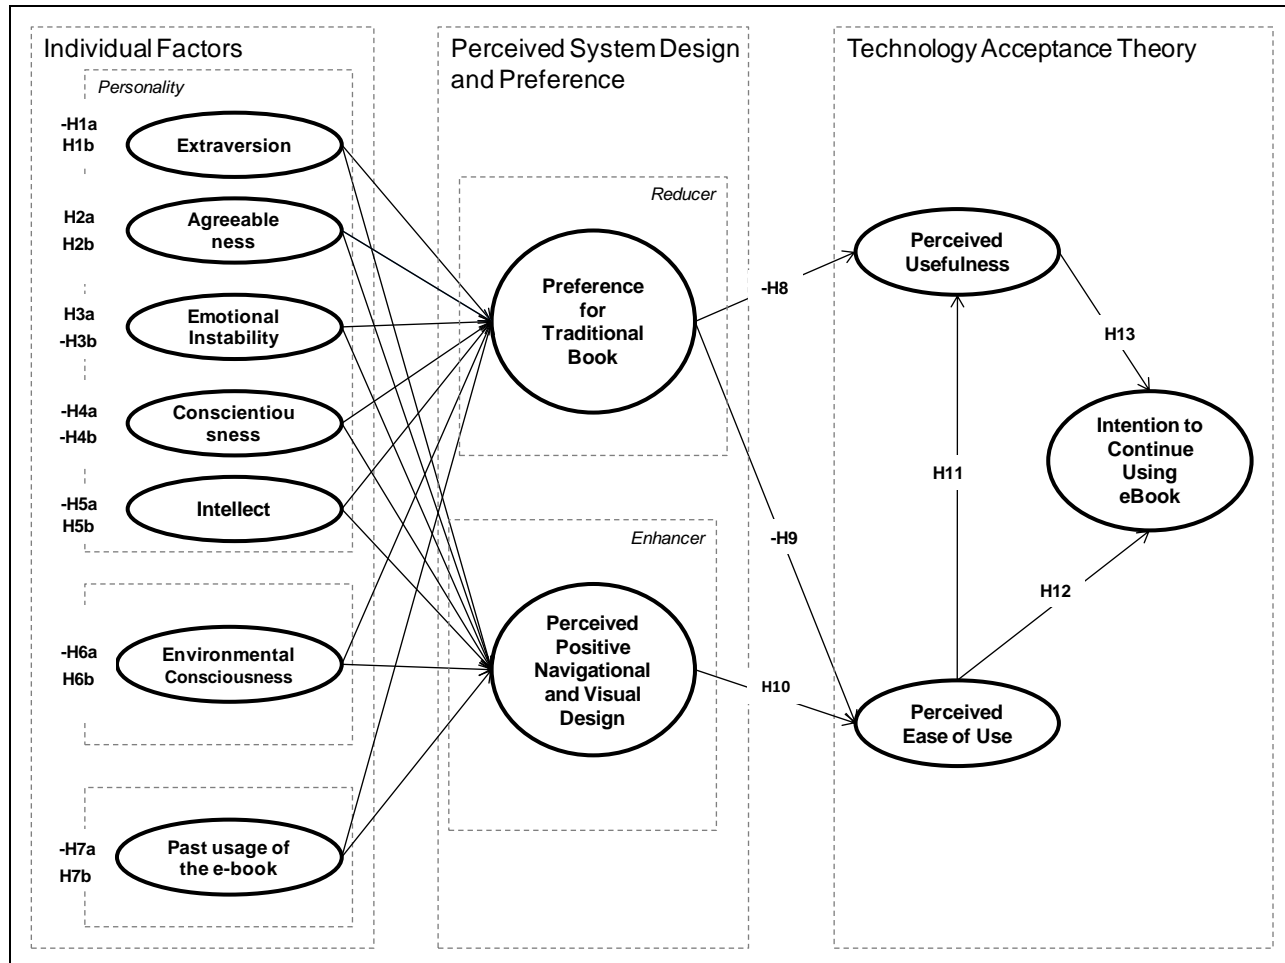 Individual Factors
Personality
-H1a
H1b
Extraversion
H2a
H2b
Agreeable
ness
H3a
-H3b
Emotional
Instability
-H4a
-H4b
Conscientiou
sness
-H5a
H5b
Intellect
-H6a
H6b
Environmental
Consciousness
-H7a
H7b
Past usage of
the e-book
Perceived System Design
and Preference
Reducer
Preference
for
Traditional
Book
Enhancer
Perceived
Positive
Navigational
and Visual
Design
-H8
-H9
H10
Technology Acceptance Theory
Perceived
Usefulness
H13
Intention to
Continue
Using
eBook
H11
H12
Perceived
Ease of Use